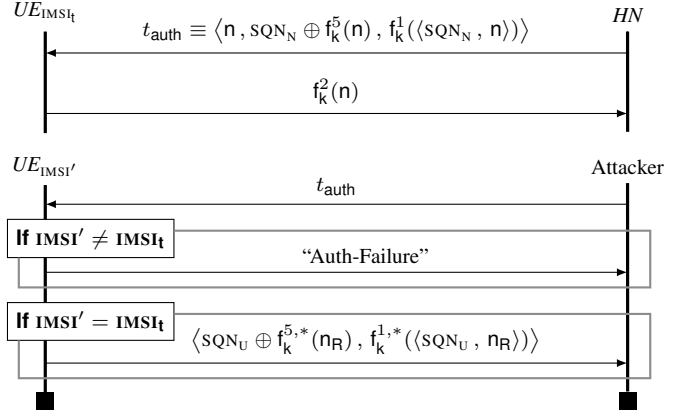 UE_IMSI_t HN
t_auth ≡ ⟨n , SQN_N ⊕ f_k^5(n) , f_k^1(⟨SQN_N , n⟩)⟩
f_k^2(n)
UE_IMSI′ Attacker
t_auth
If IMSI′ ≠ IMSI_t
“Auth-Failure”
If IMSI′ = IMSI_t
⟨SQN_U ⊕ f_k^{5,*}(n_R) , f_k^{1,*}(⟨SQN_U , n_R⟩)⟩